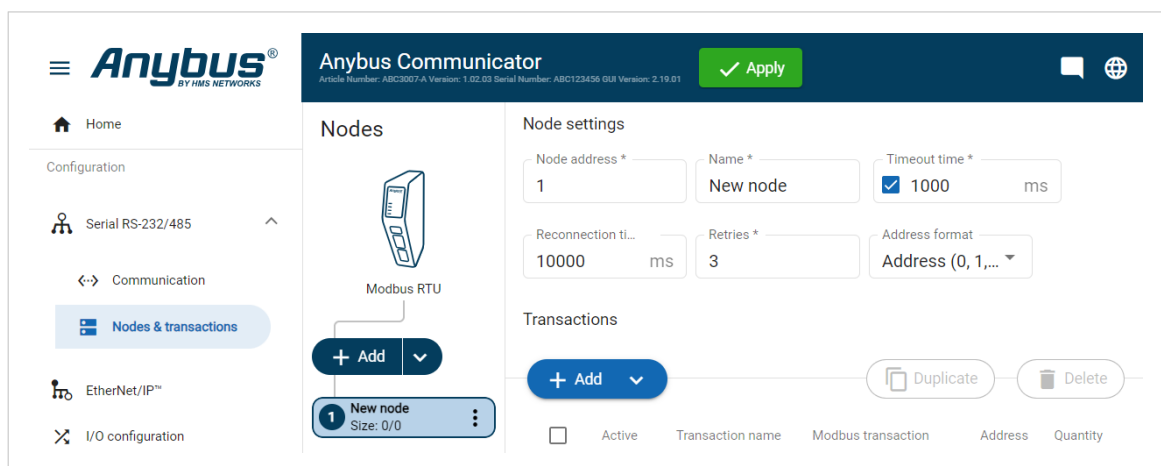 Anybus®
BY HMS NETWORKS
Anybus Communicator
Article Number: ABC3007-A Version: 1.02.03 Serial Number: ABC123456 GUI Version: 2.19.01
Apply
Home
Configuration
Serial RS-232/485
Communication
Nodes & transactions
EtherNet/IP™
I/O configuration
Nodes
Modbus RTU
+ Add
1
New node
Size: 0/0
Node settings
Node address *
1
Name *
New node
Timeout time *
1000 ms
Reconnection ti...
10000 ms
Retries *
3
Address format
Address (0, 1,...
Transactions
+ Add
Duplicate
Delete
Active Transaction name Modbus transaction Address Quantity